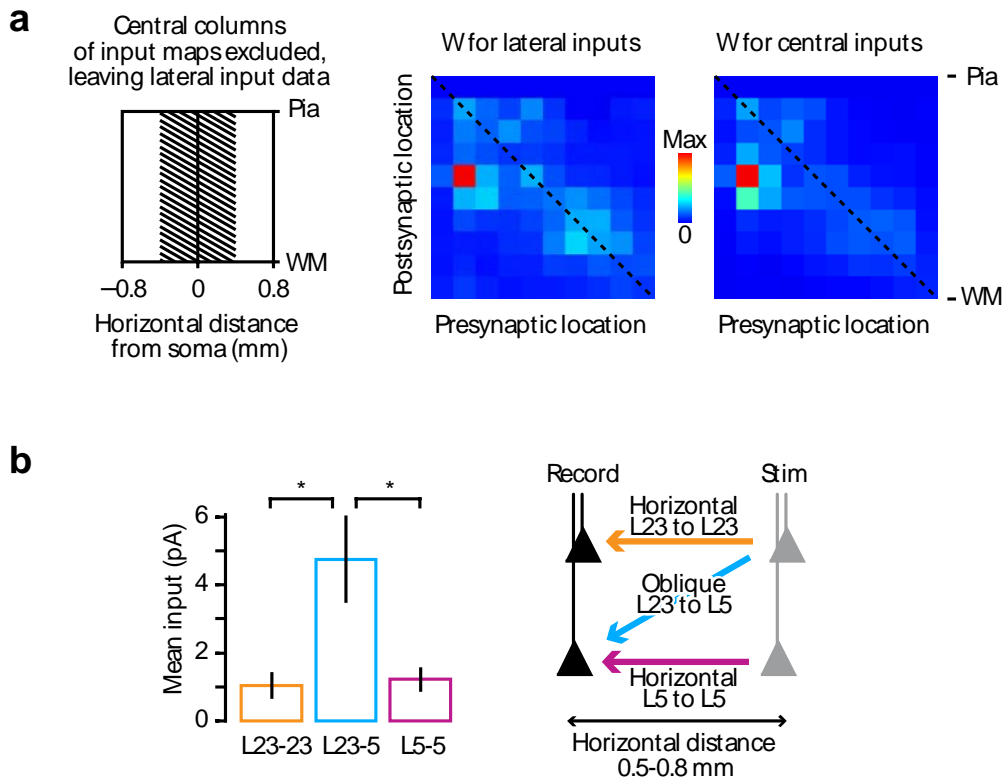 a
Central columns
of input maps excluded,
leaving lateral input data
Pia
WM
–0.8 0 0.8
Horizontal distance
from soma (mm)
W for lateral inputs
W for central inputs
Postsynaptic location
Max
0
Pia
WM
Presynaptic location
Presynaptic location
b
* *
Mean input (pA)
6
4
2
0
L23-23 L23-5 L5-5
Record Stim
Horizontal
L23 to L23
Oblique
L23 to L5
Horizontal
L5 to L5
Horizontal distance
0.5-0.8 mm